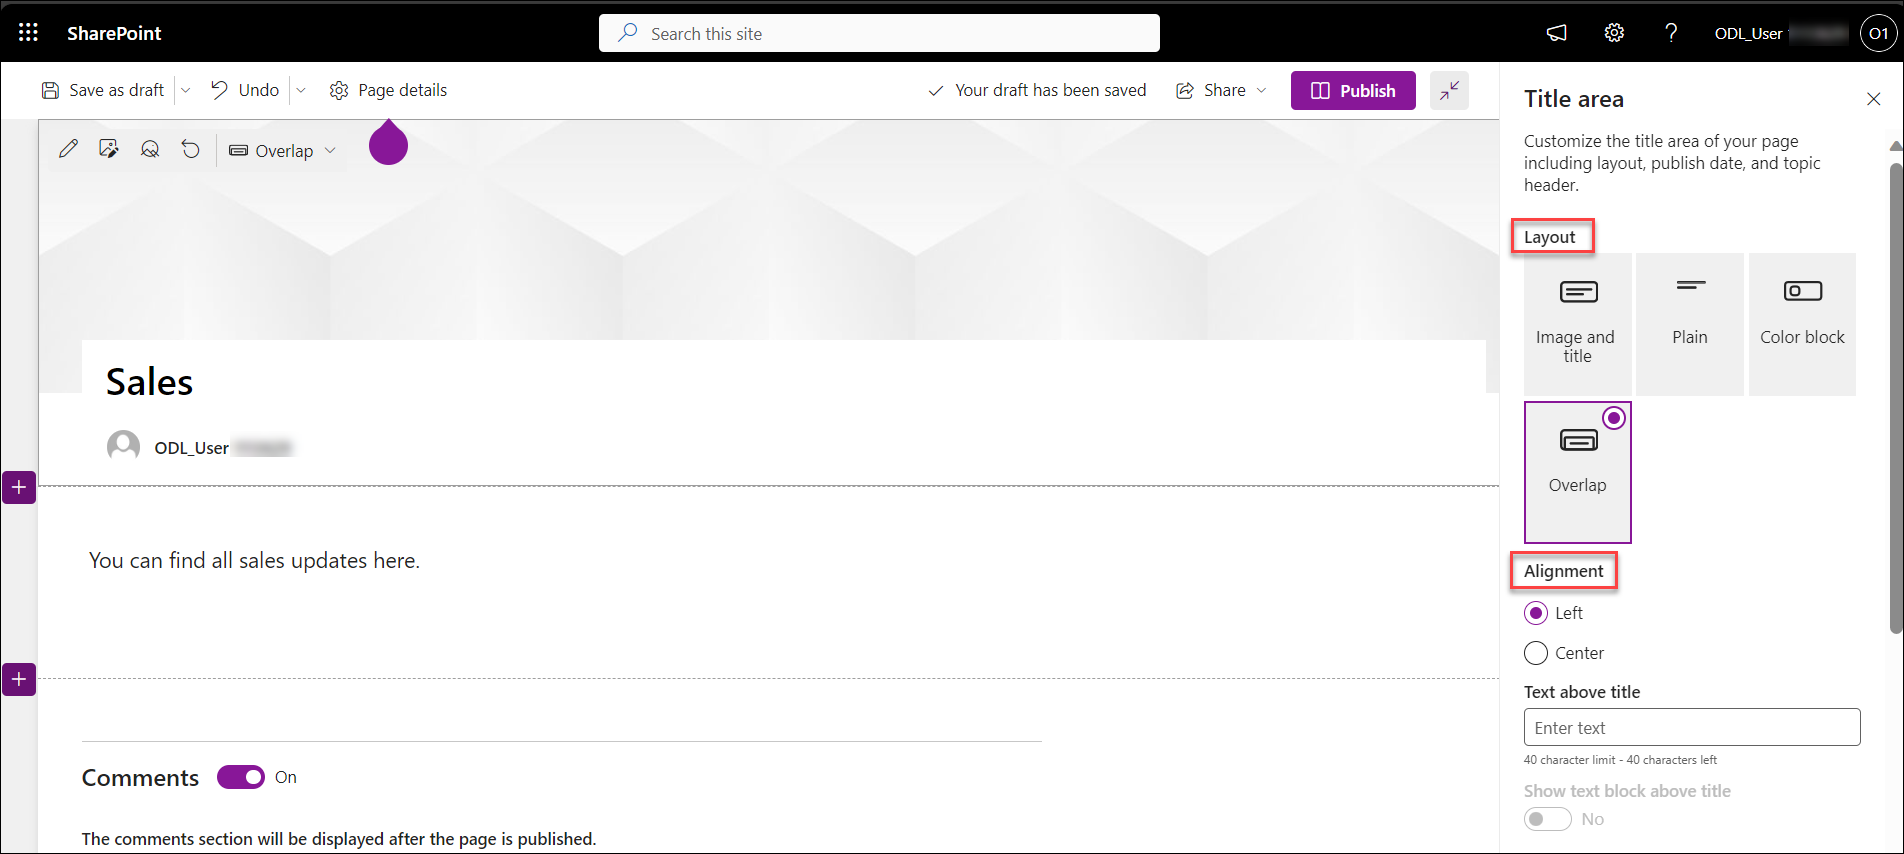 SharePoint
Search this site
ODL_User
O1
Save as draft
Undo
Page details
Your draft has been saved
Share
Publish
Overlap
Sales
ODL_User
You can find all sales updates here.
Comments
On
The comments section will be displayed after the page is published.
Title area
Customize the title area of your page
including layout, publish date, and topic
header.
Layout
Image and
title
Plain
Color block
Overlap
Alignment
Left
Center
Text above title
Enter text
40 character limit - 40 characters left
Show text block above title
No